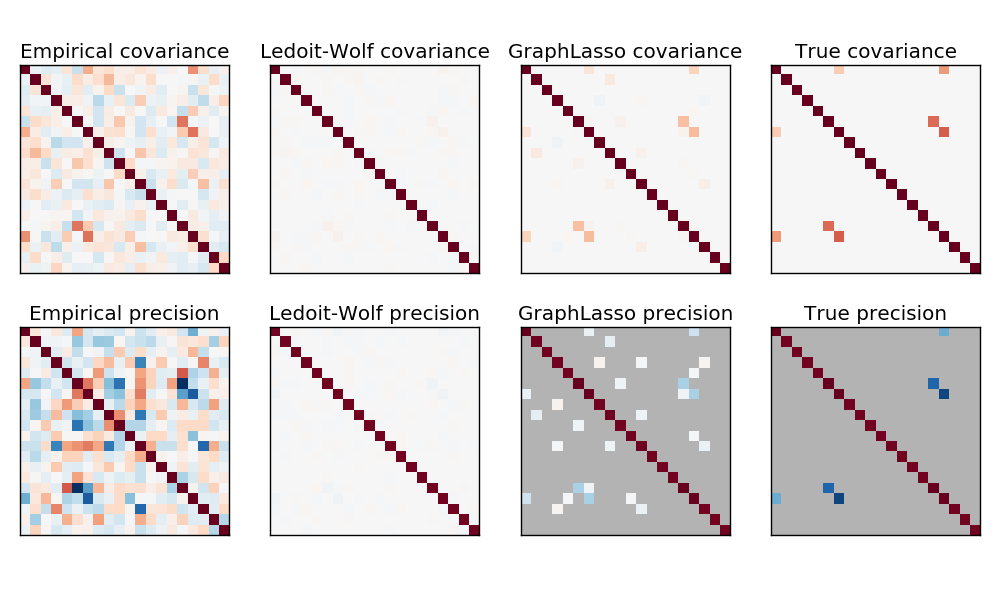 Empirical covariance
Ledoit-Wolf covariance
GraphLasso covariance
True covariance
Empirical precision
Ledoit-Wolf precision
GraphLasso precision
True precision